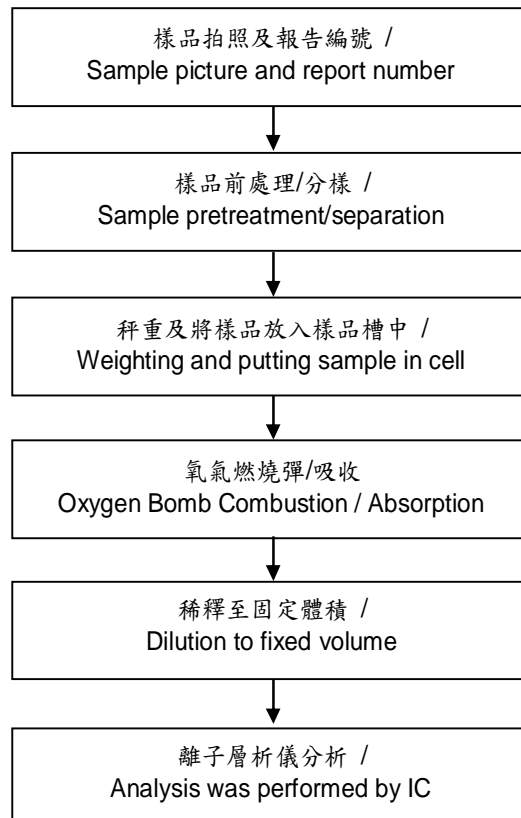 樣品拍照及報告編號 /
Sample picture and report number
樣品前處理/分樣 /
Sample pretreatment/separation
秤重及將樣品放入樣品槽中 /
Weighting and putting sample in cell
氧氣燃燒彈/吸收
Oxygen Bomb Combustion / Absorption
稀釋至固定體積 /
Dilution to fixed volume
離子層析儀分析 /
Analysis was performed by IC